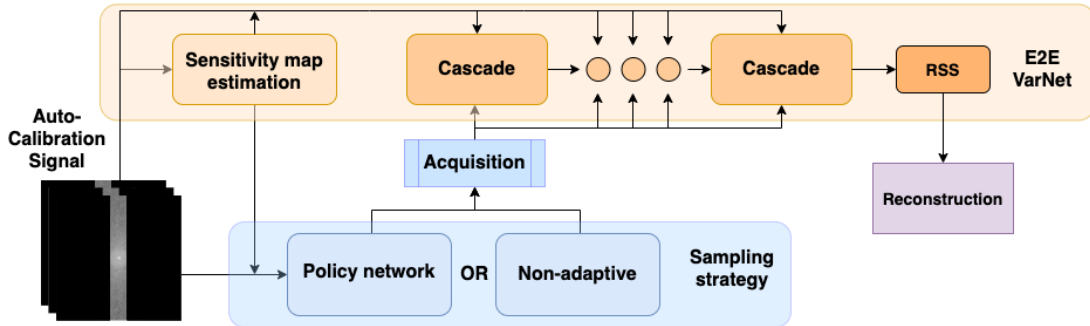 Sensitivity map
estimation
Cascade
Cascade
RSS
E2E
VarNet
Auto-
Calibration
Signal
Acquisition
Reconstruction
Policy network
OR
Non-adaptive
Sampling
strategy